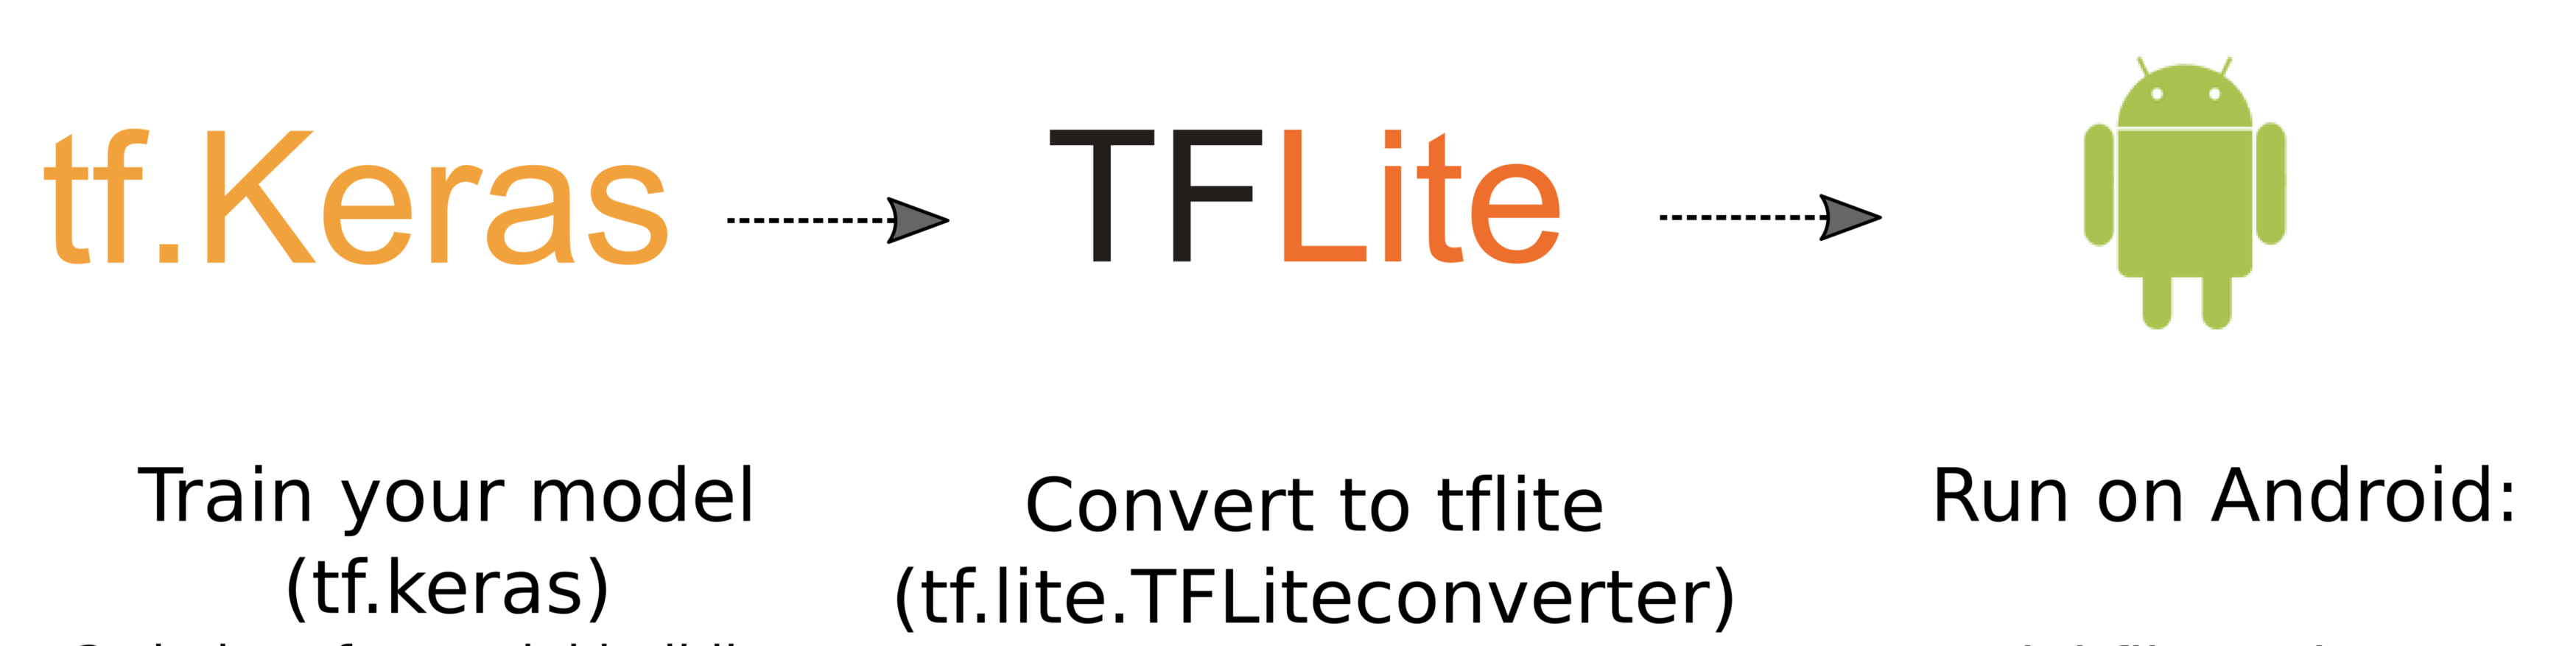 tf.Keras
TFLite
Train your model
(tf.keras)
Convert to tflite
(tf.lite.TFLiteconverter)
Run on Android: